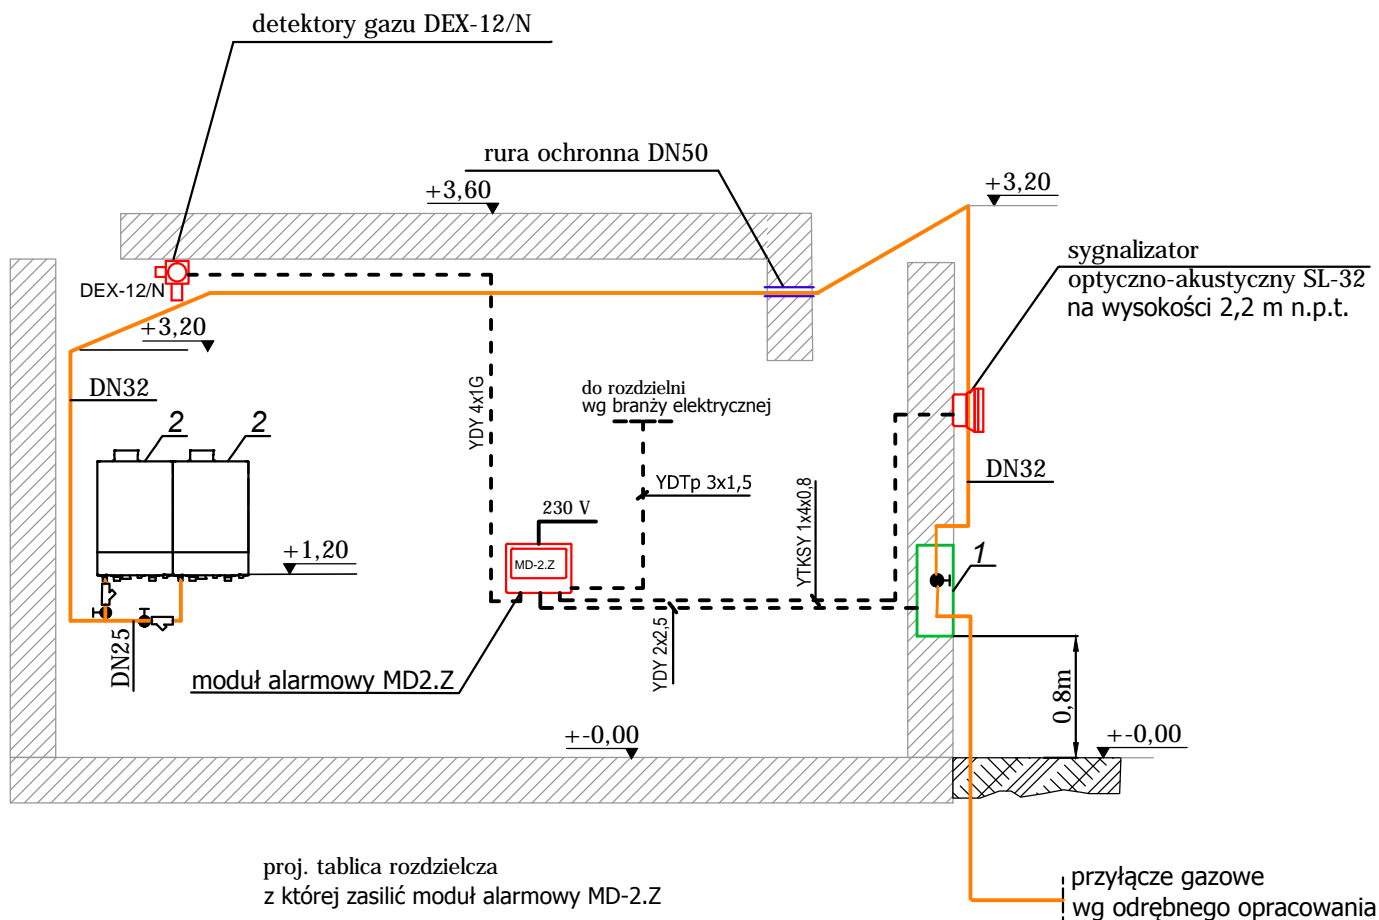 detektory gazu DEX-12/N
rura ochronna DN50
+3,60
+3,20
sygnalizator
optyczno-akustyczny SL-32
na wysokości 2,2 m n.p.t.
DEX-12/N
+3,20
DN32
2
2
YDY 4x1G
do rozdzielni
wg branży elektrycznej
YDTp 3x1,5
230 V
MD-2.Z
YTKSY 1x4x0,8
DN32
1
+1,20
DN25
moduł alarmowy MD2.Z
YDY 2x2,5
0,8m
+-0,00
+-0,00
proj. tablica rozdzielcza
z której zasilić moduł alarmowy MD-2.Z
przyłącze gazowe
wg odrębnego opracowania